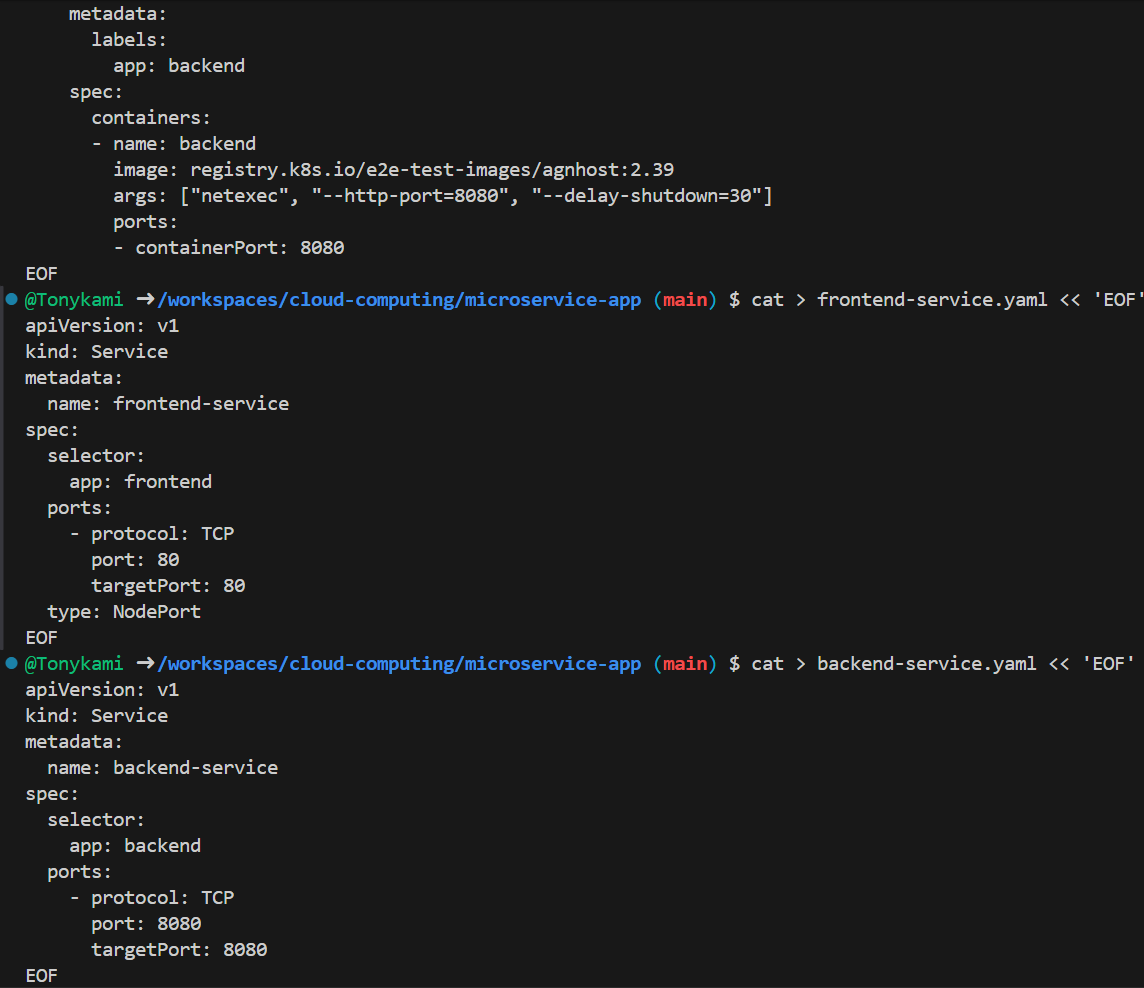 metadata:
      labels:
        app: backend
    spec:
      containers:
      - name: backend
        image: registry.k8s.io/e2e-test-images/agnhost:2.39
        args: ["netexec", "--http-port=8080", "--delay-shutdown=30"]
        ports:
        - containerPort: 8080
EOF
@Tonykami ➜/workspaces/cloud-computing/microservice-app (main) $ cat > frontend-service.yaml << 'EOF'
apiVersion: v1
kind: Service
metadata:
  name: frontend-service
spec:
  selector:
    app: frontend
  ports:
    - protocol: TCP
      port: 80
      targetPort: 80
  type: NodePort
EOF
@Tonykami ➜/workspaces/cloud-computing/microservice-app (main) $ cat > backend-service.yaml << 'EOF'
apiVersion: v1
kind: Service
metadata:
  name: backend-service
spec:
  selector:
    app: backend
  ports:
    - protocol: TCP
      port: 8080
      targetPort: 8080
EOF